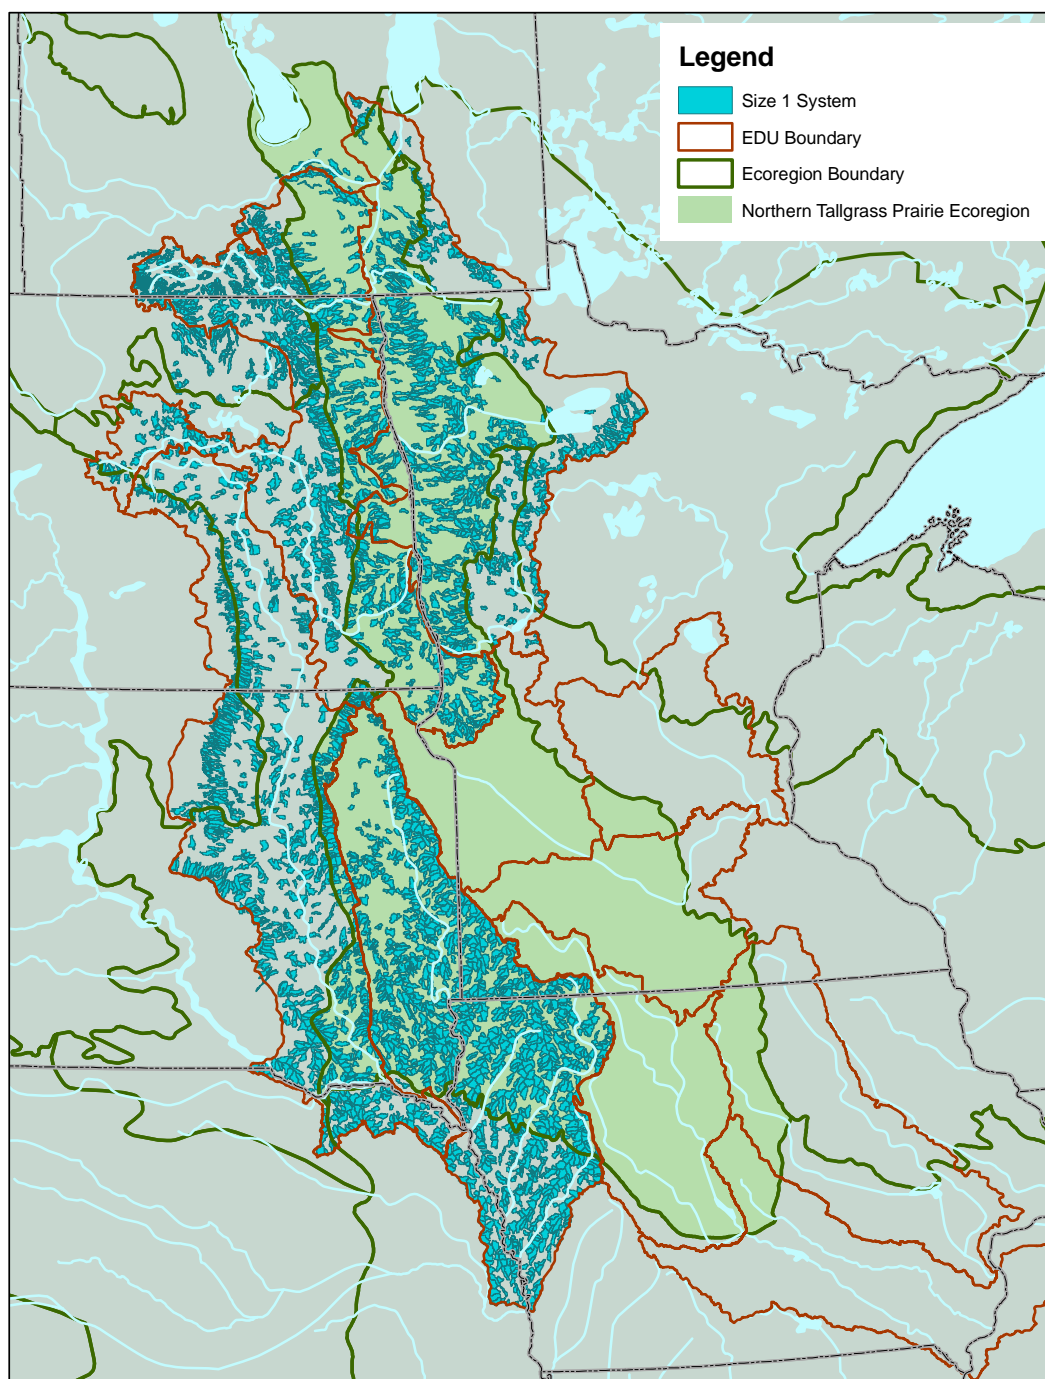 Legend
Size 1 System
EDU Boundary
Ecoregion Boundary
Northern Tallgrass Prairie Ecoregion